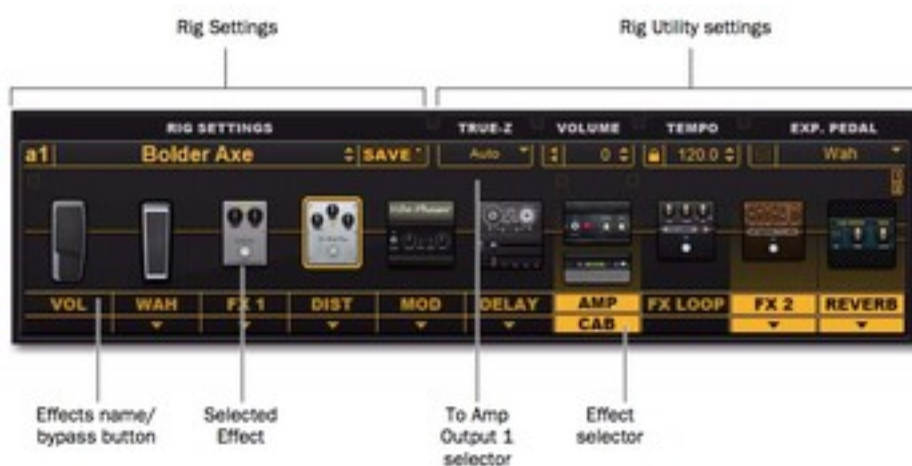 Rig Settings
Rig Utility settings
RIG SETTINGS
TRUE-Z
VOLUME
TEMPO
EXP. PEDAL
a1
Bolder Axe
SAVE
Auto
0
120.0
Wah
VOL
WAH
FX 1
DIST
MOD
DELAY
AMP
CAB
FX LOOP
FX 2
REVERB
Effects name/
bypass button
Selected
Effect
To Amp
Output 1
selector
Effect
selector